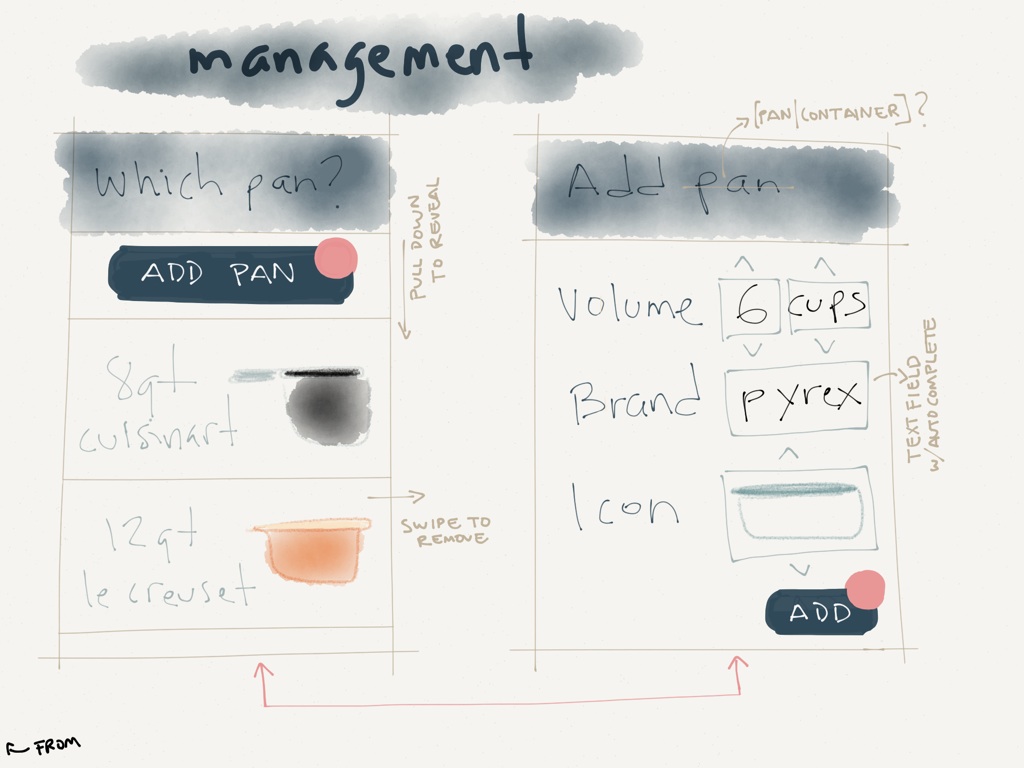 management
Which pan?
ADD PAN
PULL DOWN
TO REVEAL
8qt
cuisinart
12qt
le creuset
SWIPE TO
REMOVE
[PAN|CONTAINER]?
Add pan
Volume 6 cups
Brand pyrex
TEXT FIELD
w/AUTO COMPLETE
Icon
ADD
FROM